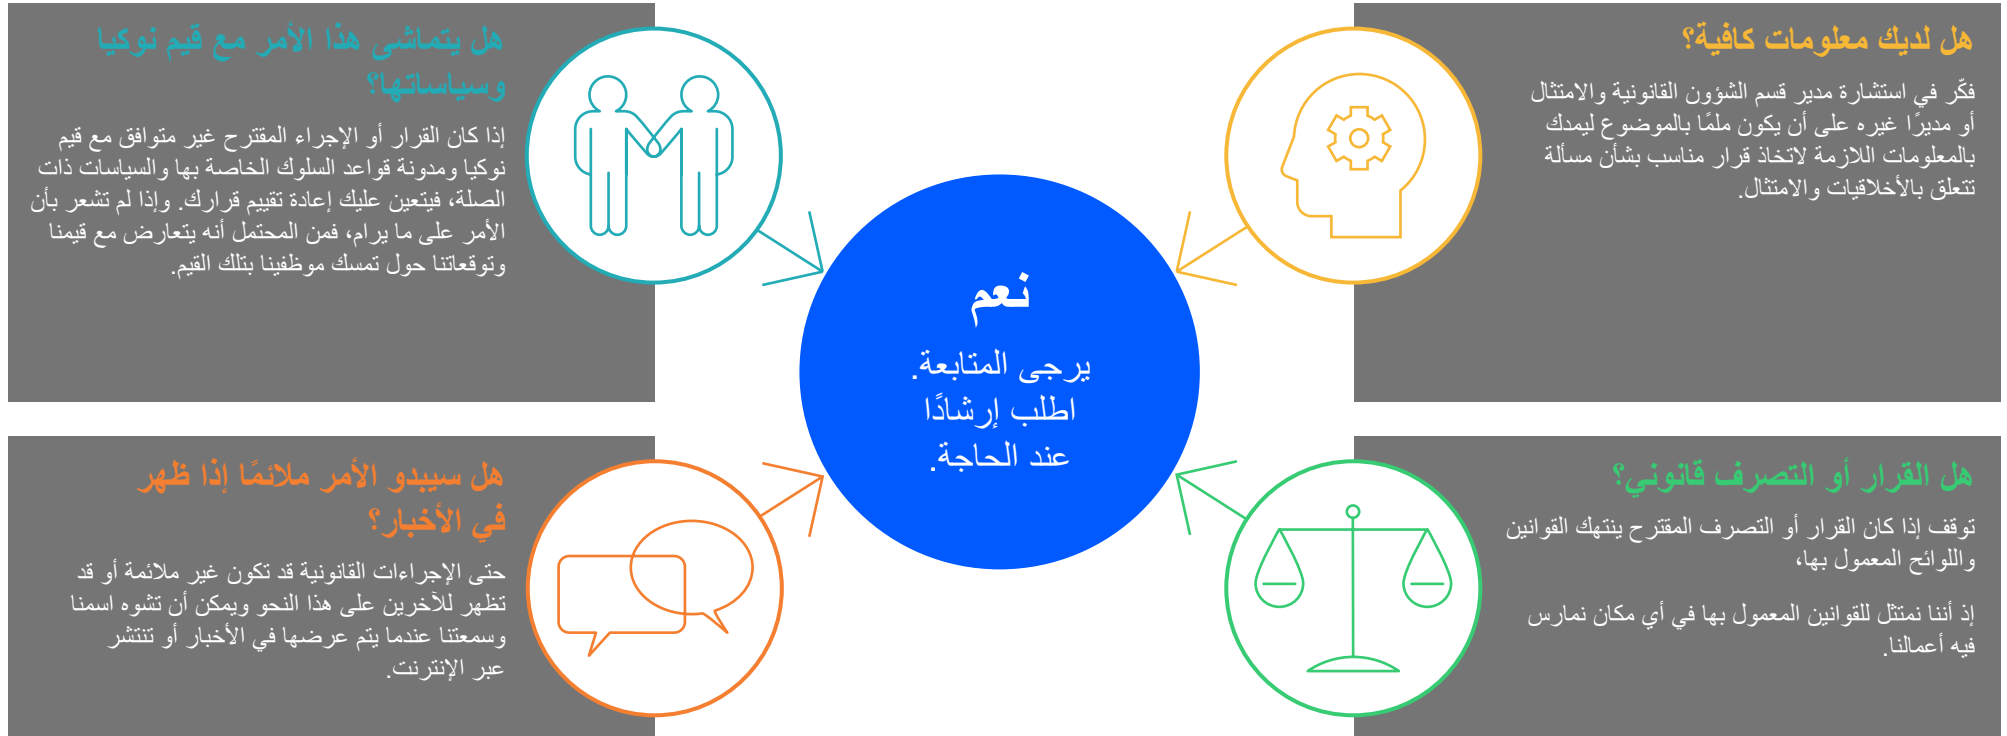 هل لديك معلومات كافية؟
فكّر في استشارة مدير قسم الشؤون القانونية والامتثال
أو مديرًا غيره على أن يكون ملمًا بالموضوع ليمدك
بالمعلومات اللازمة لاتخاذ قرار مناسب بشأن مسألة
تتعلق بالأخلاقيات والامتثال.
هل يتماشى هذا الأمر مع قيم نوكيا
وسياساتها؟
إذا كان القرار أو الإجراء المقترح غير متوافق مع قيم
نوكيا ومدونة قواعد السلوك الخاصة بها والسياسات ذات
الصلة، فيتعين عليك إعادة تقييم قرارك. وإذا لم تشعر بأن
الأمر على ما يرام، فمن المحتمل أنه يتعارض مع قيمنا
وتوقعاتنا حول تمسك موظفينا بتلك القيم.
نعم
يرجى المتابعة.
اطلب إرشادًا
عند الحاجة.
هل القرار أو التصرف قانوني؟
توقف إذا كان القرار أو التصرف المقترح ينتهك القوانين
واللوائح المعمول بها،
إذ أننا نمتثل للقوانين المعمول بها في أي مكان نمارس
فيه أعمالنا.
هل سيبدو الأمر ملائمًا إذا ظهر
في الأخبار؟
حتى الإجراءات القانونية قد تكون غير ملائمة أو قد
تظهر للآخرين على هذا النحو ويمكن أن تشوه اسمنا
وسمعتنا عندما يتم عرضها في الأخبار أو تنتشر
عبر الإنترنت.